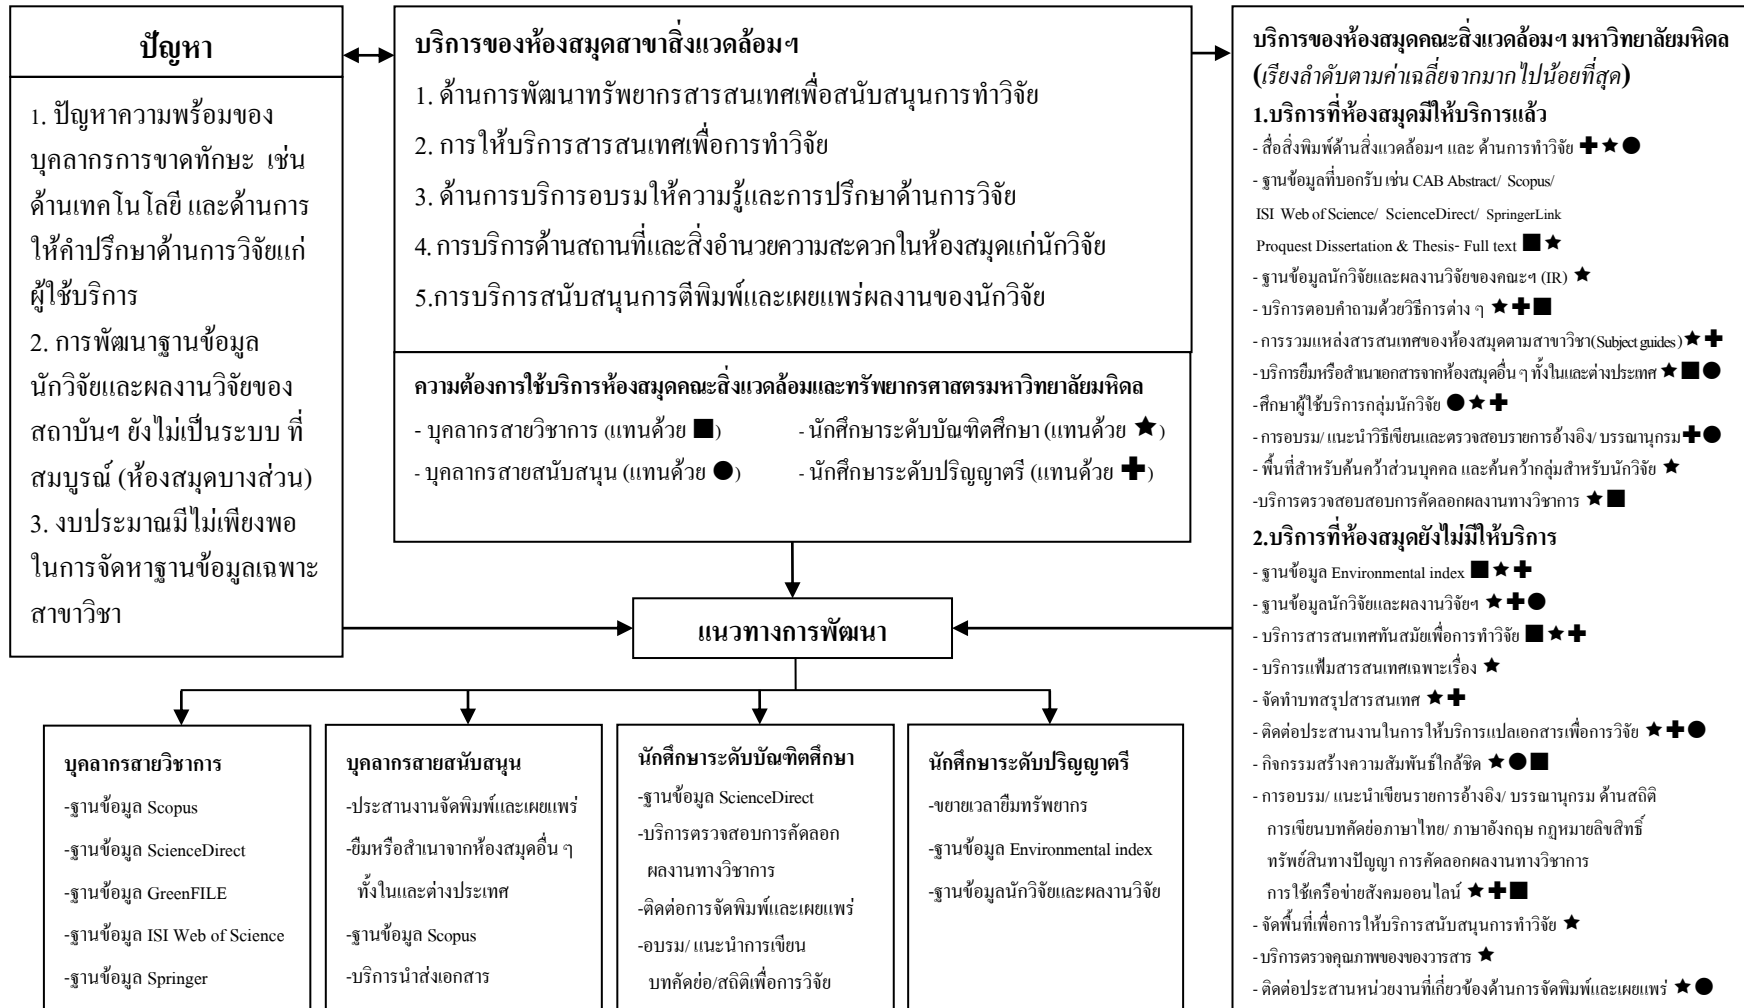 ปัญหา
1. ปัญหาความพร้อมของ
บุคลากรการขาดทักษะ เช่น
ด้านเทคโนโลยี และด้านการ
ให้คำปรึกษาด้านการวิจัยแก่
ผู้ใช้บริการ
2. การพัฒนาฐานข้อมูล
นักวิจัยและผลงานวิจัยของ
สถาบันฯ ยังไม่เป็นระบบ ที่
สมบูรณ์ (ห้องสมุดบางส่วน)
3. งบประมาณมีไม่เพียงพอ
ในการจัดหาฐานข้อมูลเฉพาะ
สาขาวิชา
บริการของห้องสมุดสาขาสิ่งแวดล้อมฯ
1. ด้านการพัฒนาทรัพยากรสารสนเทศเพื่อสนับสนุนการทำวิจัย
2. การให้บริการสารสนเทศเพื่อการทำวิจัย
3. ด้านการบริการอบรมให้ความรู้และการปรึกษาด้านการวิจัย
4. การบริการด้านสถานที่และสิ่งอำนวยความสะดวกในห้องสมุดแก่นักวิจัย
5.การบริการสนับสนุนการตีพิมพ์และเผยแพร่ผลงานของนักวิจัย
ความต้องการใช้บริการห้องสมุดคณะสิ่งแวดล้อมและทรัพยากรศาสตรมหาวิทยาลัยมหิดล
- บุคลากรสายวิชาการ (แทนด้วย ■) - นักศึกษาระดับบัณฑิตศึกษา (แทนด้วย ★)
- บุคลากรสายสนับสนุน (แทนด้วย ●) - นักศึกษาระดับปริญญาตรี (แทนด้วย ✚)
บริการของห้องสมุดคณะสิ่งแวดล้อมฯ มหาวิทยาลัยมหิดล
(เรียงลำดับตามค่าเฉลี่ยจากมากไปน้อยที่สุด)
1.บริการที่ห้องสมุดมีให้บริการแล้ว
- สื่อสิ่งพิมพ์ด้านสิ่งแวดล้อมฯ และ ด้านการทำวิจัย ✚ ★ ●
- ฐานข้อมูลที่บอกรับ เช่น CAB Abstract/ Scopus/
ISI Web of Science/ ScienceDirect/ SpringerLink
Proquest Dissertation & Thesis- Full text ■ ★
- ฐานข้อมูลนักวิจัยและผลงานวิจัยของคณะฯ (IR) ★
- บริการตอบคำถามด้วยวิธีการต่าง ๆ ★ ✚ ■
- การรวมแหล่งสารสนเทศของห้องสมุดตามสาขาวิชา(Subject guides) ★ ✚
-บริการยืมหรือสำเนาเอกสารจากห้องสมุดอื่น ๆ ทั้งในและต่างประเทศ ★ ■ ●
-ศึกษาผู้ใช้บริการกลุ่มนักวิจัย ● ★ ✚
- การอบรม/ แนะนำวิธีเขียนและตรวจสอบรายการอ้างอิง/ บรรณานุกรม ✚ ●
- พื้นที่สำหรับค้นคว้าส่วนบุคคล และค้นคว้ากลุ่มสำหรับนักวิจัย ★
-บริการตรวจสอบสอบการคัดลอกผลงานทางวิชาการ ★ ■
2.บริการที่ห้องสมุดยังไม่มีให้บริการ
- ฐานข้อมูล Environmental index ■ ★ ✚
- ฐานข้อมูลนักวิจัยและผลงานวิจัยฯ ★ ✚ ●
- บริการสารสนเทศทันสมัยเพื่อการทำวิจัย ■ ★ ✚
- บริการแฟ้มสารสนเทศเฉพาะเรื่อง ★
- จัดทำบทสรุปสารสนเทศ ★ ✚
- ติดต่อประสานงานในการให้บริการแปลเอกสารเพื่อการวิจัย ★ ✚ ●
- กิจกรรมสร้างความสัมพันธ์ใกล้ชิด ★ ● ■
- การอบรม/ แนะนำเขียนรายการอ้างอิง/ บรรณานุกรม ด้านสถิติ
การเขียนบทคัดย่อภาษาไทย/ ภาษาอังกฤษ กฎหมายลิขสิทธิ์
ทรัพย์สินทางปัญญา การคัดลอกผลงานทางวิชาการ
การใช้เครือข่ายสังคมออนไลน์ ★ ✚ ■
- จัดพื้นที่เพื่อการให้บริการสนับสนุนการทำวิจัย ★
- บริการตรวจคุณภาพของของวารสาร ★
- ติดต่อประสานหน่วยงานที่เกี่ยวข้องด้านการจัดพิมพ์และเผยแพร่ ★ ●
แนวทางการพัฒนา
บุคลากรสายวิชาการ
-ฐานข้อมูล Scopus
-ฐานข้อมูล ScienceDirect
-ฐานข้อมูล GreenFILE
-ฐานข้อมูล ISI Web of Science
-ฐานข้อมูล Springer
บุคลากรสายสนับสนุน
-ประสานงานจัดพิมพ์และเผยแพร่
-ยืมหรือสำเนาจากห้องสมุดอื่น ๆ
ทั้งในและต่างประเทศ
-ฐานข้อมูล Scopus
-บริการนำส่งเอกสาร
นักศึกษาระดับบัณฑิตศึกษา
-ฐานข้อมูล ScienceDirect
-บริการตรวจสอบการคัดลอก
ผลงานทางวิชาการ
-ติดต่อการจัดพิมพ์และเผยแพร่
-อบรม/ แนะนำการเขียน
บทคัดย่อ/สถิติเพื่อการวิจัย
นักศึกษาระดับปริญญาตรี
-ขยายเวลายืมทรัพยากร
-ฐานข้อมูล Environmental index
-ฐานข้อมูลนักวิจัยและผลงานวิจัย